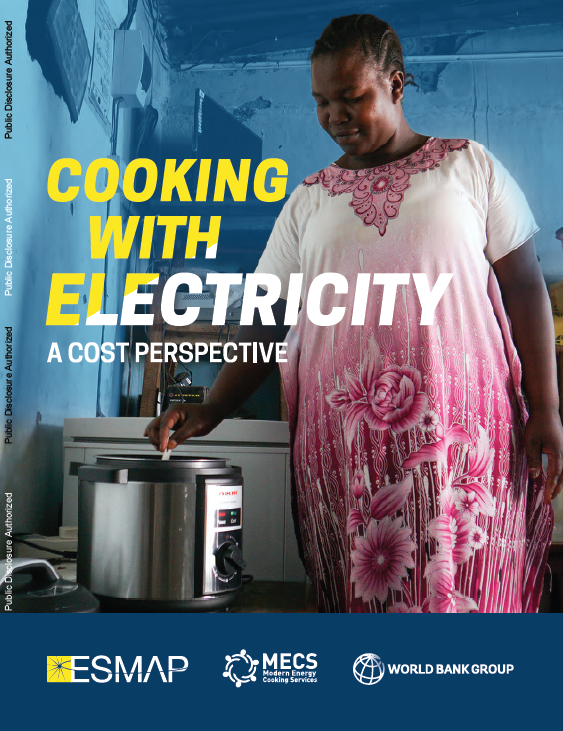 Public Disclosure Authorized
Public Disclosure Authorized
Public Disclosure Authorized
Public Disclosure Authorized
COOKING
WITH
ELECTRICITY
A COST PERSPECTIVE
ESMAP
MECS
Modern Energy
Cooking Services
WORLD BANK GROUP